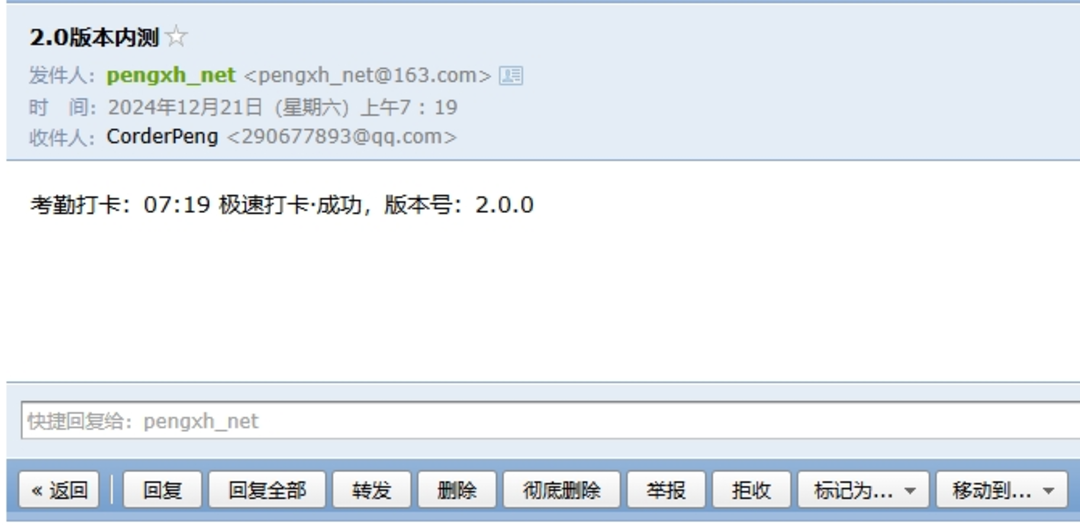 2.0版本内测
发件人：pengxh_net <pengxh_net@163.com>
时　间：2024年12月21日（星期六）上午7：19
收件人：CorderPeng <290677893@qq.com>
考勤打卡：07:19 极速打卡·成功，版本号：2.0.0
快捷回复给：pengxh_net
« 返回 回复 回复全部 转发 删除 彻底删除 举报 拒收 标记为... 移动到...